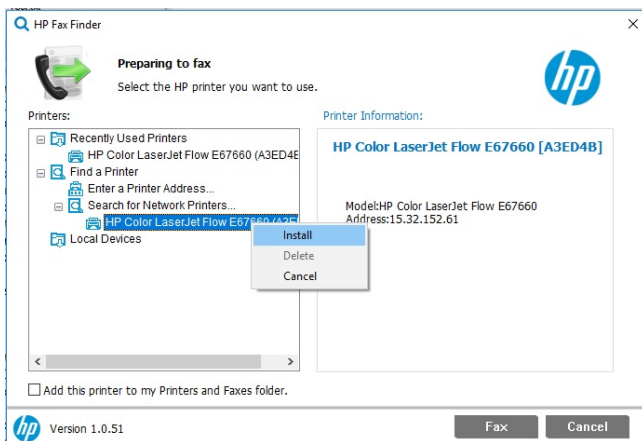 HP Fax Finder
Preparing to fax
Select the HP printer you want to use.
hp
Printers:
Recently Used Printers
HP Color LaserJet Flow E67660 (A3ED4E
Find a Printer
Enter a Printer Address...
Search for Network Printers...
HP Color LaserJet Flow E67660 (A3E
Local Devices
Install
Delete
Cancel
Printer Information:
HP Color LaserJet Flow E67660 [A3ED4B]
Model:HP Color LaserJet Flow E67660
Address:15.32.152.61
Add this printer to my Printers and Faxes folder.
hp
Version 1.0.51
Fax
Cancel